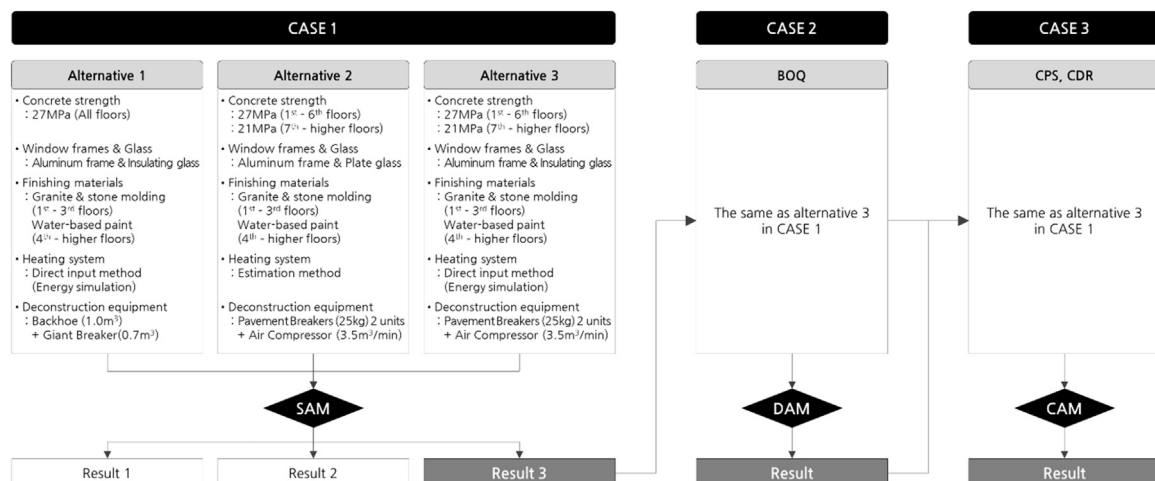 CASE 1
Alternative 1
• Concrete strength
: 27MPa (All floors)
• Window frames & Glass
: Aluminum frame & Insulating glass
• Finishing materials
: Granite & stone molding
(1st - 3rd floors)
Water-based paint
(4th - higher floors)
• Heating system
: Direct input method
(Energy simulation)
• Deconstruction equipment
: Backhoe (1.0m³)
+ Giant Breaker(0.7m³)
Alternative 2
• Concrete strength
: 27MPa (1st - 6th floors)
: 21MPa (7th - higher floors)
• Window frames & Glass
: Aluminum frame & Plate glass
• Finishing materials
: Granite & stone molding
(1st - 3rd floors)
Water-based paint
(4th - higher floors)
• Heating system
: Estimation method
• Deconstruction equipment
: Pavement Breakers (25kg) 2 units
+ Air Compressor (3.5m³/min)
Alternative 3
• Concrete strength
: 27MPa (1st - 6th floors)
: 21MPa (7th - higher floors)
• Window frames & Glass
: Aluminum frame & Insulating glass
• Finishing materials
: Granite & stone molding
(1st - 3rd floors)
Water-based paint
(4th - higher floors)
• Heating system
: Direct input method
(Energy simulation)
• Deconstruction equipment
: Pavement Breakers (25kg) 2 units
+ Air Compressor (3.5m³/min)
SAM
Result 1
Result 2
Result 3
CASE 2
BOQ
The same as alternative 3
in CASE 1
DAM
Result
CASE 3
CPS, CDR
The same as alternative 3
in CASE 1
CAM
Result